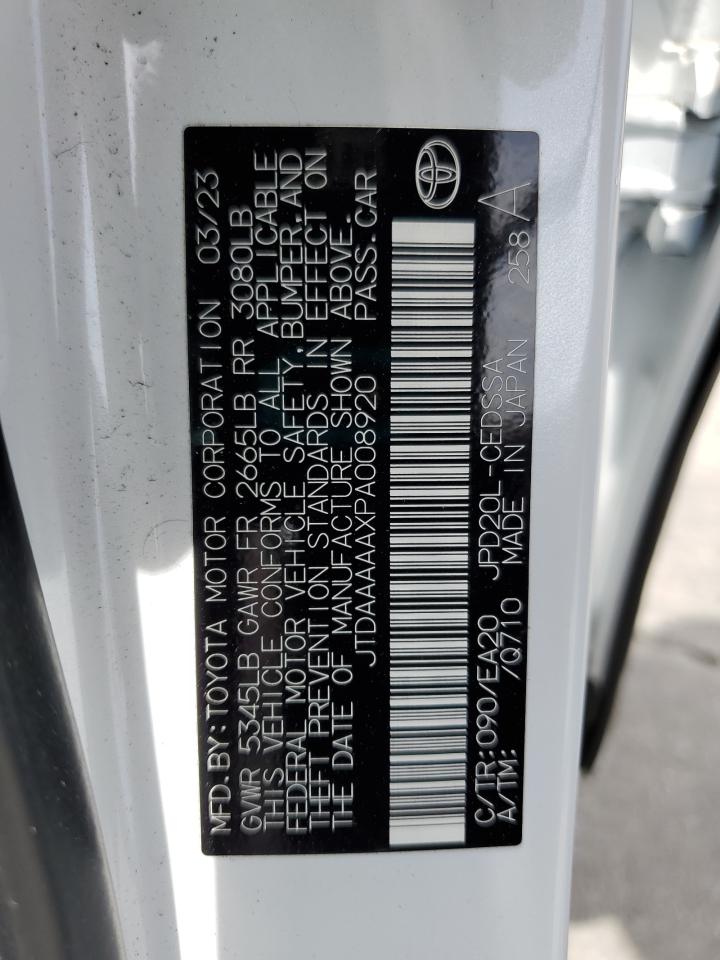 MFD.BY:TOYOTA MOTOR CORPORATION 03/23
GVWR 5345LB GAWR FR 2665LB RR 3080LB
THIS VEHICLE CONFORMS TO ALL APPLICABLE
FEDERAL MOTOR VEHICLE SAFETY,BUMPER,AND
THEFT PREVENTION STANDARDS IN EFFECT ON
THE DATE OF MANUFACTURE SHOWN ABOVE.
JTDAAAAAXPA008920 PASS.CAR
C/TR:090/EA20 JPD20L-CEDSSA
A/TM: /Q710 MADE IN JAPAN 258 A